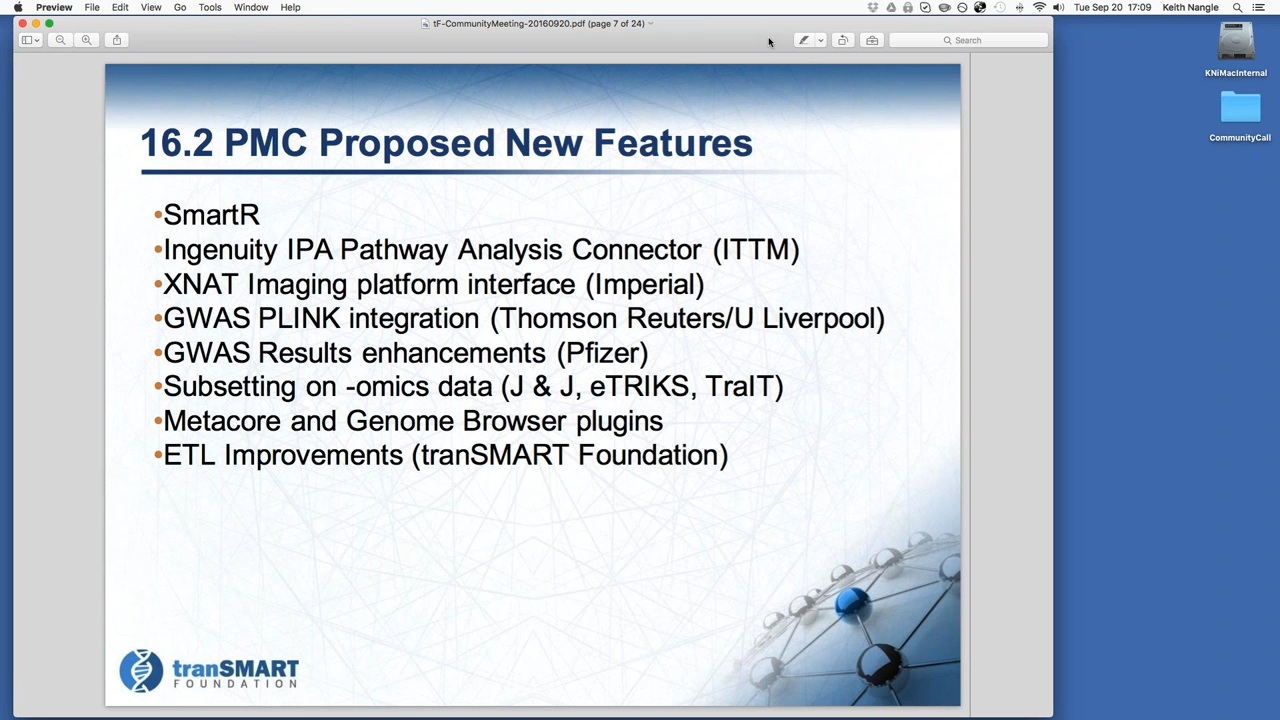 Preview File Edit View Go Tools Window Help Tue Sep 20 17:09 Keith Nangle
tF-CommunityMeeting-20160920.pdf (page 7 of 24)
Search
KNiMacInternal
CommunityCall
16.2 PMC Proposed New Features
•SmartR
•Ingenuity IPA Pathway Analysis Connector (ITTM)
•XNAT Imaging platform interface (Imperial)
•GWAS PLINK integration (Thomson Reuters/U Liverpool)
•GWAS Results enhancements (Pfizer)
•Subsetting on -omics data (J & J, eTRIKS, TraIT)
•Metacore and Genome Browser plugins
•ETL Improvements (tranSMART Foundation)
tranSMART
FOUNDATION